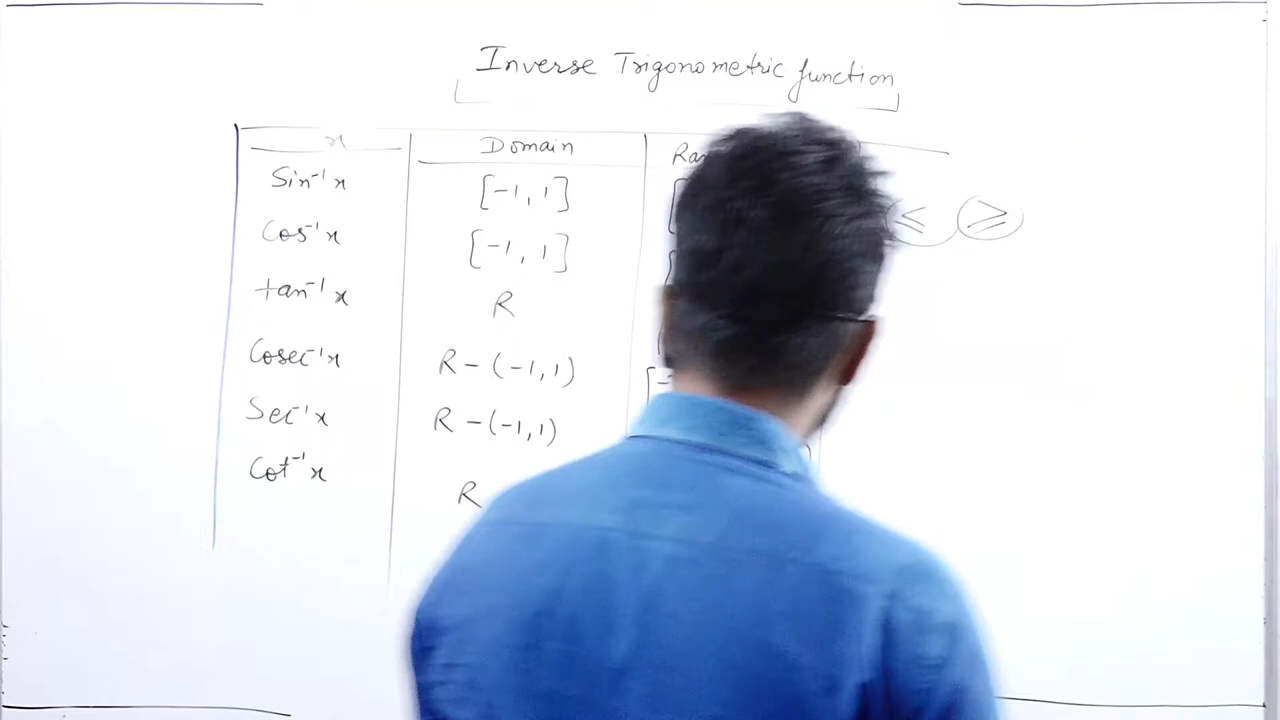 Inverse Trigonometric function
x Domain
Sin⁻¹x [-1, 1] ≤ ≥
Cos⁻¹x [-1, 1]
tan⁻¹x R
Cosec⁻¹x R - (-1, 1)
Sec⁻¹x R - (-1, 1)
Cot⁻¹x R